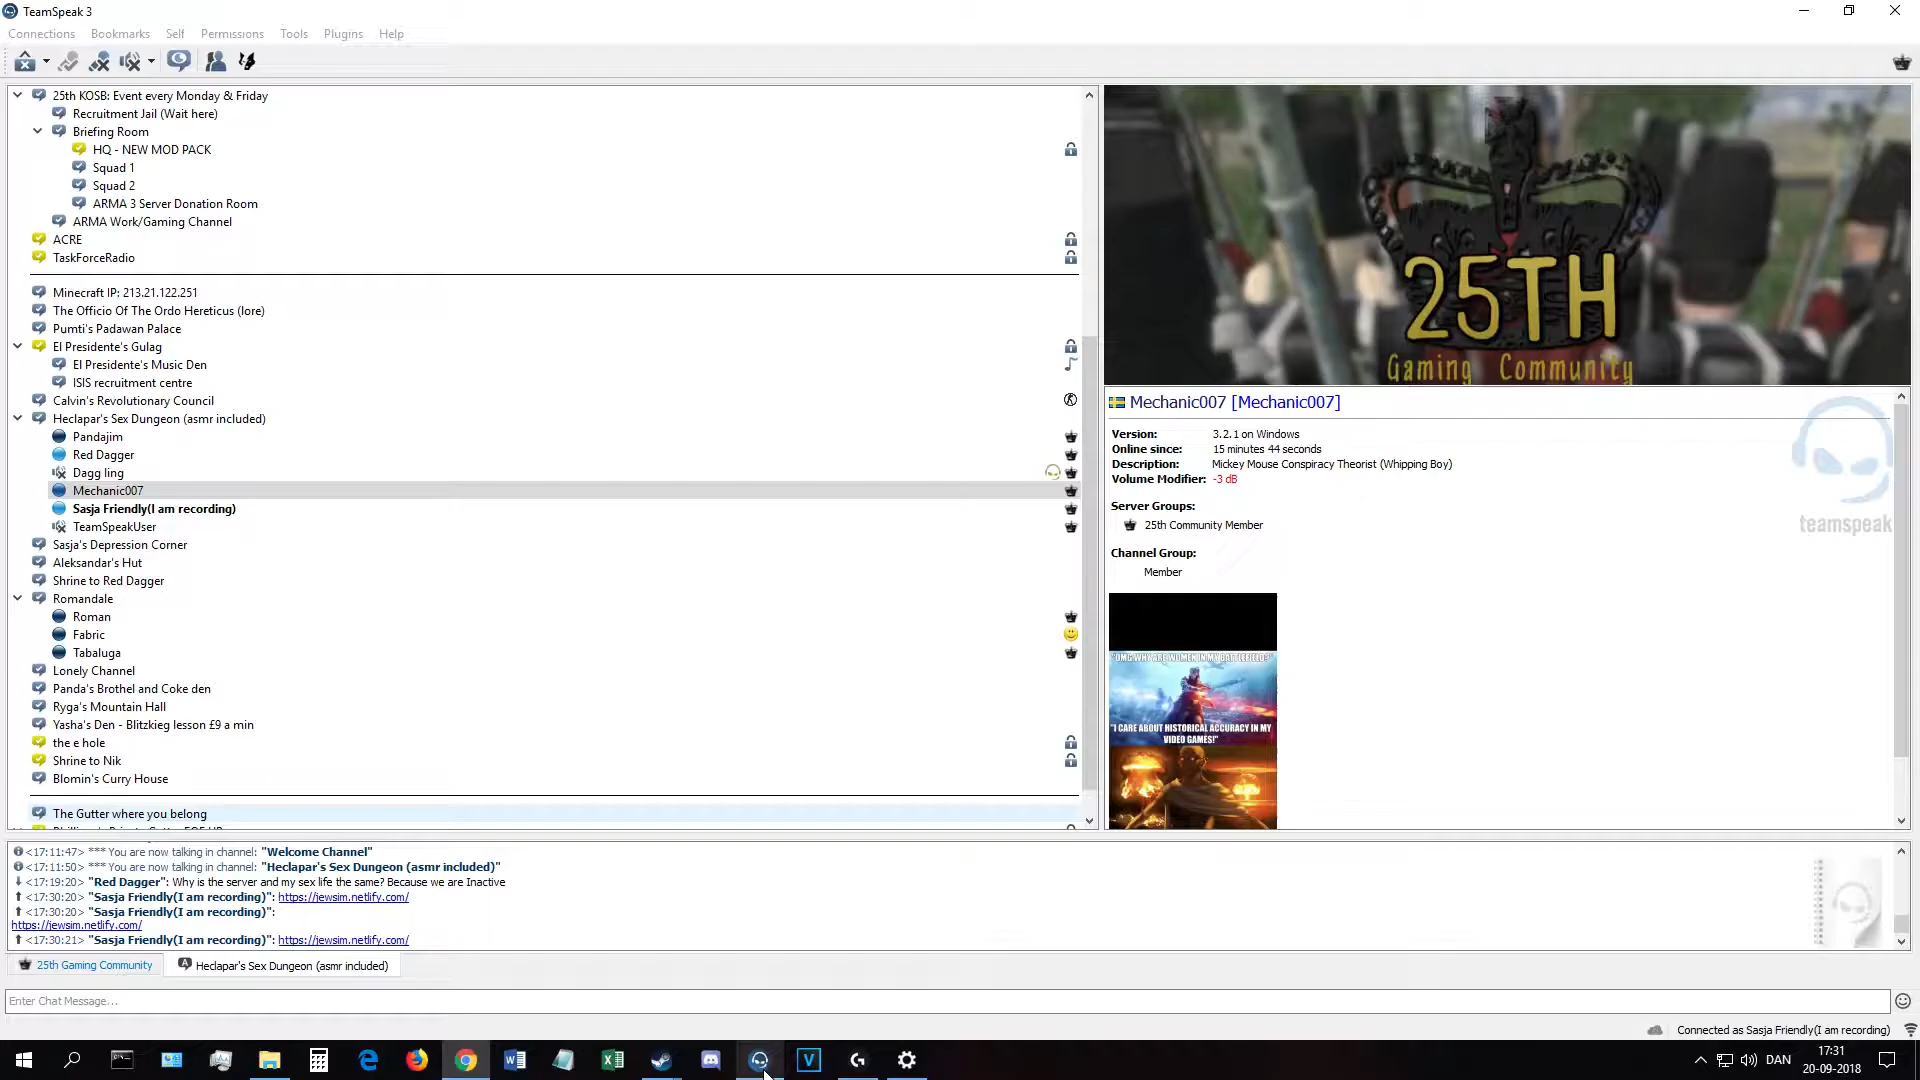 TeamSpeak 3
Connections Bookmarks Self Permissions Tools Plugins Help
25th KOSB: Event every Monday & Friday
Recruitment Jail (Wait here)
Briefing Room
HQ - NEW MOD PACK
Squad 1
Squad 2
ARMA 3 Server Donation Room
ARMA Work/Gaming Channel
ACRE
TaskForceRadio
Minecraft IP: 213.21.122.251
The Officio Of The Ordo Hereticus (lore)
Pumti's Padawan Palace
El Presidente's Gulag
El Presidente's Music Den
ISIS recruitment centre
Calvin's Revolutionary Council
Heclapar's Sex Dungeon (asmr included)
Pandajim
Red Dagger
Dagg ling
Mechanic007
Sasja Friendly(I am recording)
TeamSpeakUser
Sasja's Depression Corner
Aleksandar's Hut
Shrine to Red Dagger
Romandale
Roman
Fabric
Tabaluga
Lonely Channel
Panda's Brothel and Coke den
Ryga's Mountain Hall
Yasha's Den - Blitzkieg lesson £9 a min
the e hole
Shrine to Nik
Blomin's Curry House
The Gutter where you belong
25TH
Gaming Community
Mechanic007 [Mechanic007]
Version: 3.2.1 on Windows
Online since: 15 minutes 44 seconds
Description: Mickey Mouse Conspiracy Theorist (Whipping Boy)
Volume Modifier: -3 dB
Server Groups:
25th Community Member
Channel Group:
Member
teamspeak
"OMG WHY ARE WOMEN IN MY BATTLEFIELD?"
"I CARE ABOUT HISTORICAL ACCURACY IN MY
VIDEO GAMES!"
<17:11:47> *** You are now talking in channel: "Welcome Channel"
<17:11:50> *** You are now talking in channel: "Heclapar's Sex Dungeon (asmr included)"
<17:19:20> "Red Dagger": Why is the server and my sex life the same? Because we are Inactive
<17:30:20> "Sasja Friendly(I am recording)": https://jewsim.netlify.com/
<17:30:20> "Sasja Friendly(I am recording)":
https://jewsim.netlify.com/
<17:30:21> "Sasja Friendly(I am recording)": https://jewsim.netlify.com/
25th Gaming Community
Heclapar's Sex Dungeon (asmr included)
Enter Chat Message...
Connected as Sasja Friendly(I am recording)
DAN
17:31
20-09-2018